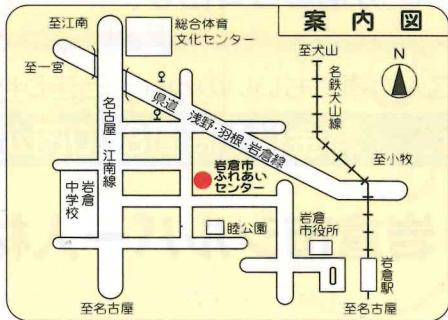 案内図
至江南
総合体育
文化センター
至犬山
N
至一宮
名鉄犬山線
県道 浅野・羽根・岩倉線
名古屋・江南線
至小牧
岩倉市
ふれあい
センター
岩倉
中学校
睦公園
岩倉
市役所
岩倉駅
至名古屋
至名古屋